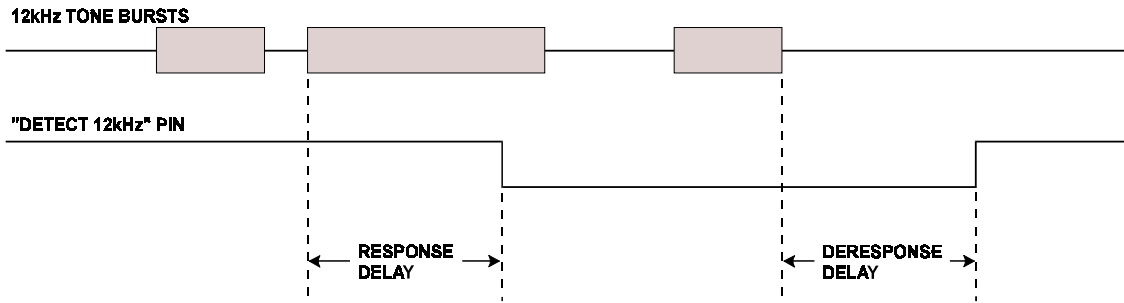 12kHz TONE BURSTS
"DETECT 12kHz" PIN
RESPONSE
DELAY
DERESPONSE
DELAY